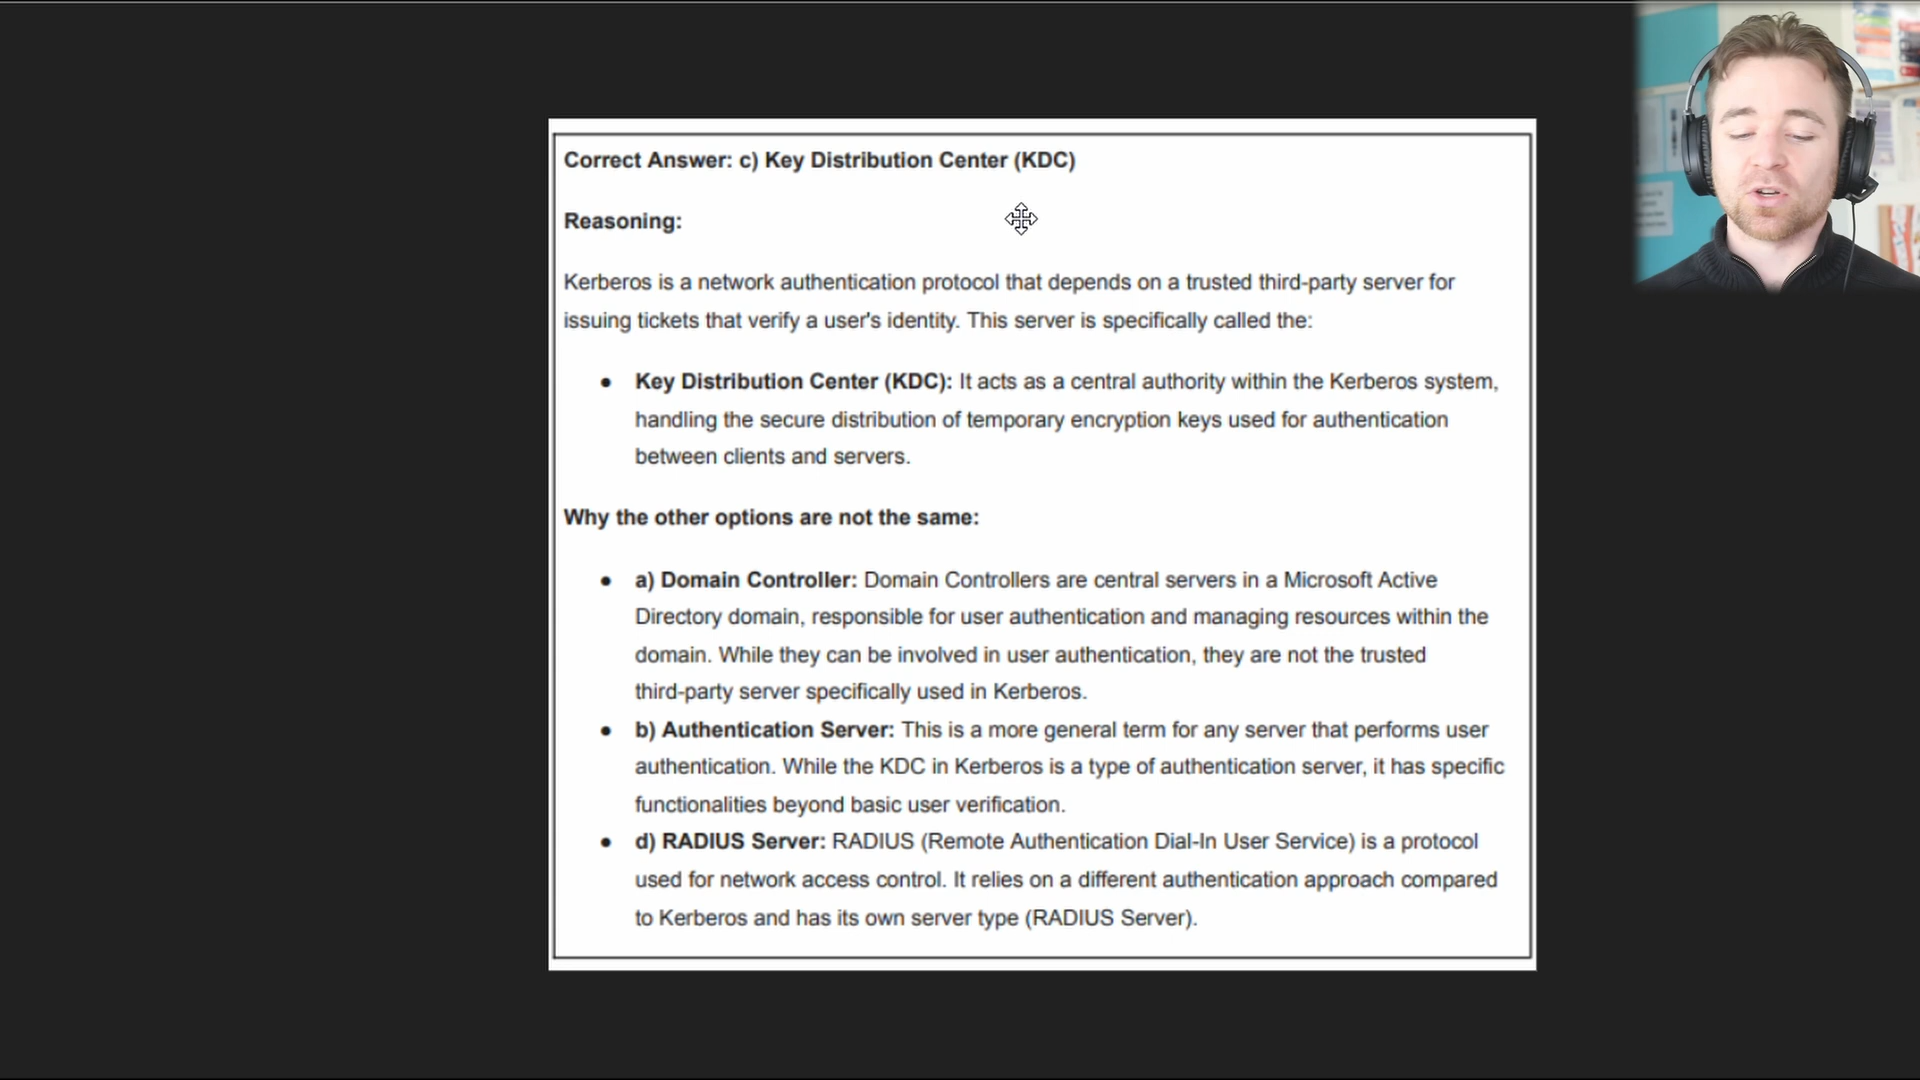 Correct Answer: c) Key Distribution Center (KDC)
Reasoning:
Kerberos is a network authentication protocol that depends on a trusted third-party server for
issuing tickets that verify a user's identity. This server is specifically called the:
● Key Distribution Center (KDC): It acts as a central authority within the Kerberos system,
handling the secure distribution of temporary encryption keys used for authentication
between clients and servers.
Why the other options are not the same:
● a) Domain Controller: Domain Controllers are central servers in a Microsoft Active
Directory domain, responsible for user authentication and managing resources within the
domain. While they can be involved in user authentication, they are not the trusted
third-party server specifically used in Kerberos.
● b) Authentication Server: This is a more general term for any server that performs user
authentication. While the KDC in Kerberos is a type of authentication server, it has specific
functionalities beyond basic user verification.
● d) RADIUS Server: RADIUS (Remote Authentication Dial-In User Service) is a protocol
used for network access control. It relies on a different authentication approach compared
to Kerberos and has its own server type (RADIUS Server).